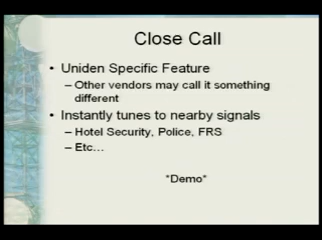 Close Call
• Uniden Specific Feature
– Other vendors may call it something
different
• Instantly tunes to nearby signals
– Hotel Security, Police, FRS
– Etc...
*Demo*